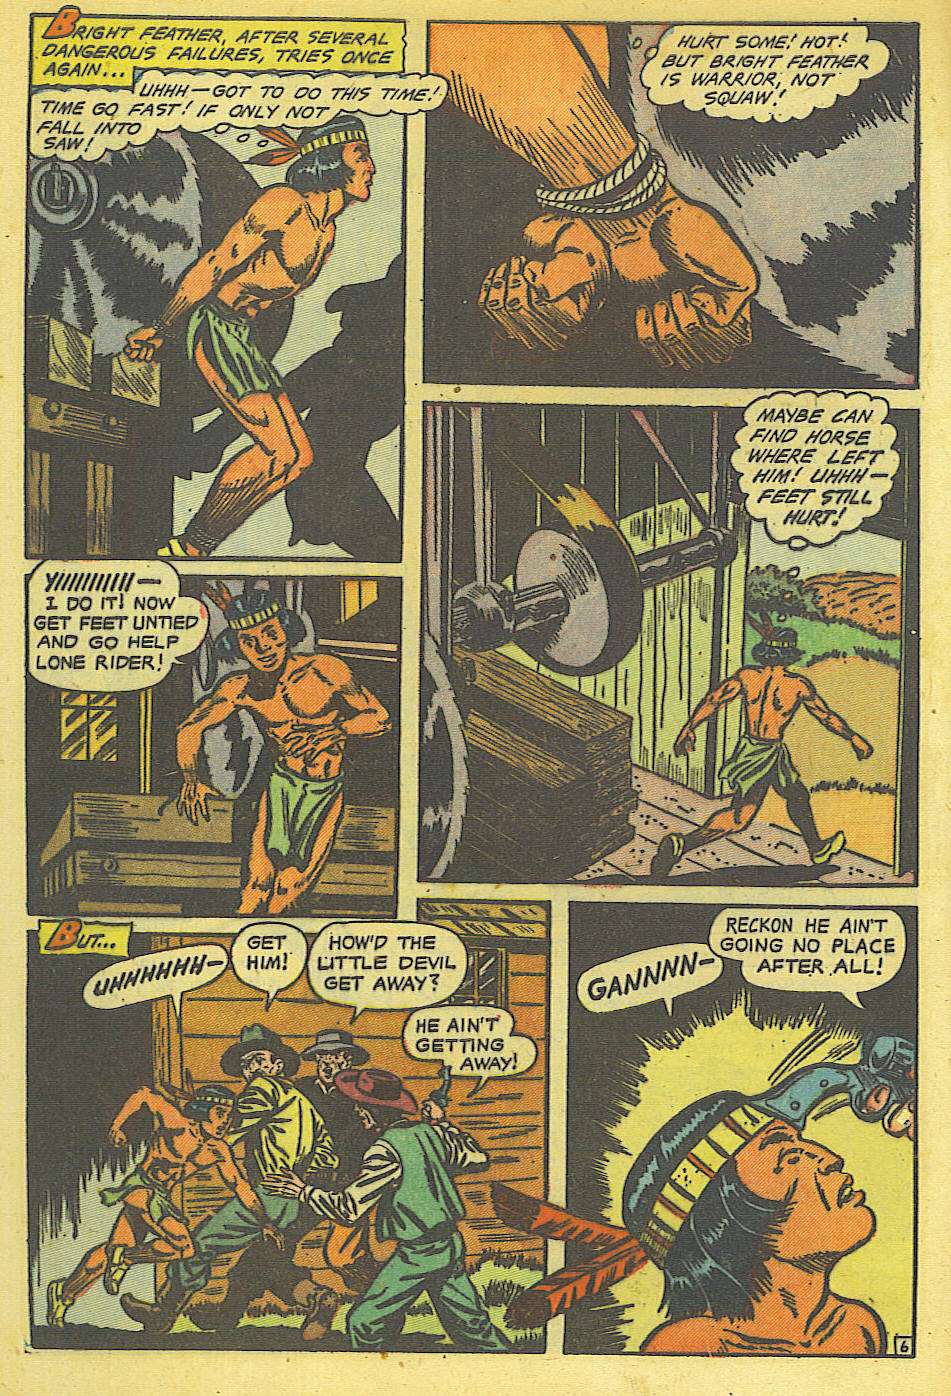 BRIGHT FEATHER, AFTER SEVERAL
DANGEROUS FAILURES, TRIES ONCE
AGAIN...
UHHH—GOT TO DO THIS TIME!
TIME GO FAST! IF ONLY NOT
FALL INTO
SAW!
HURT SOME! HOT!
BUT BRIGHT FEATHER
IS WARRIOR, NOT
SQUAW!
YIIIIIIIIII—
I DO IT! NOW
GET FEET UNTIED
AND GO HELP
LONE RIDER!
MAYBE CAN
FIND HORSE
WHERE LEFT
HIM! UHHH—
FEET STILL
HURT!
BUT...
UHHHHHH—
GET
HIM!
HOW'D THE
LITTLE DEVIL
GET AWAY?
HE AIN'T
GETTING
AWAY!
GANNNN—
RECKON HE AIN'T
GOING NO PLACE
AFTER ALL!
6